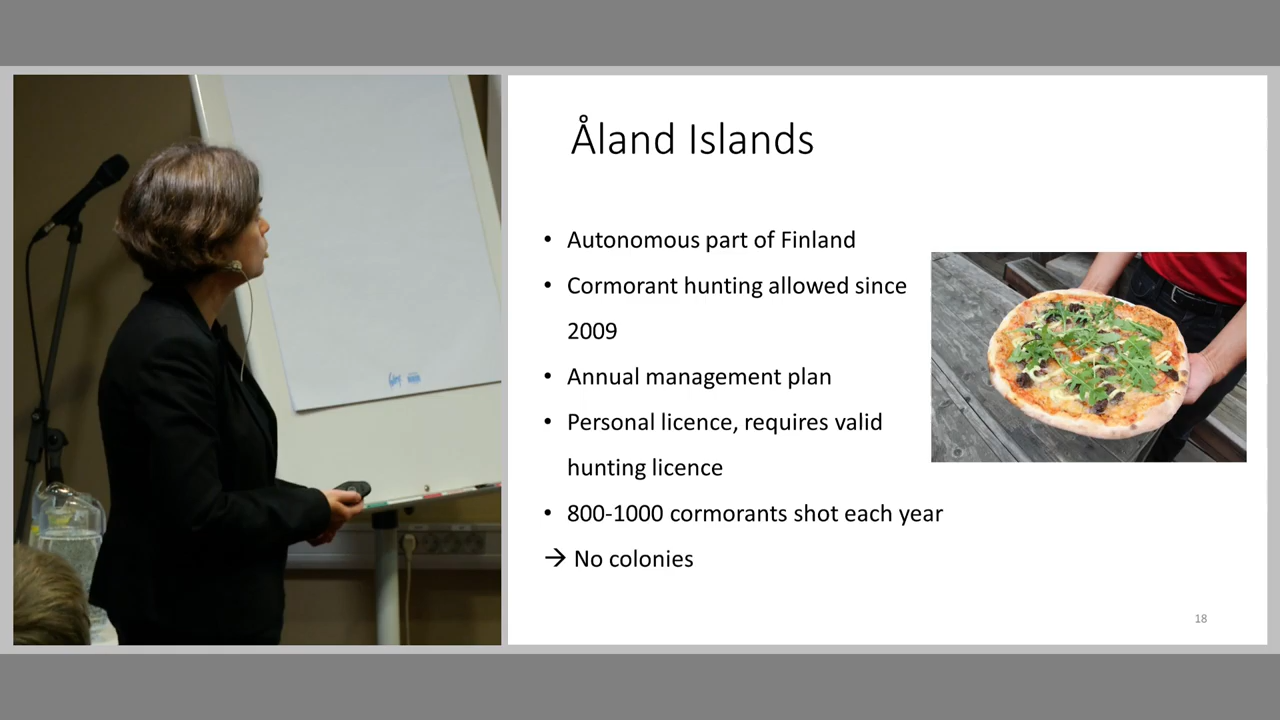 Åland Islands
• Autonomous part of Finland
• Cormorant hunting allowed since
2009
• Annual management plan
• Personal licence, requires valid
hunting licence
• 800-1000 cormorants shot each year
→ No colonies
18